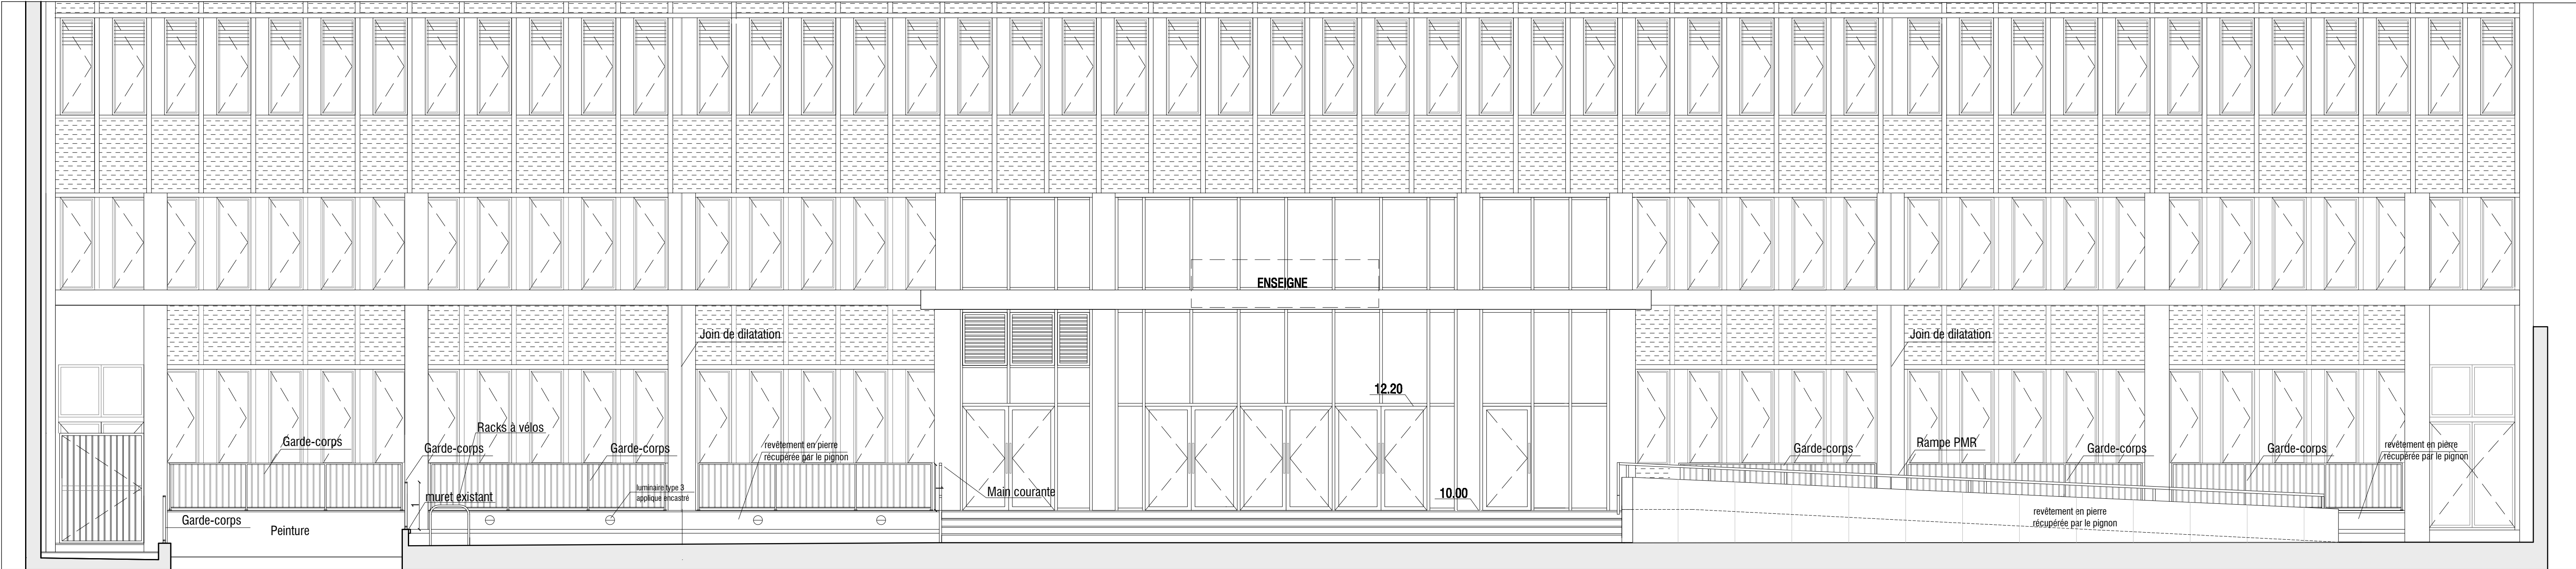 ENSEIGNE
Join de dilatation
Join de dilatation
12.20
Garde-corps
Racks à vélos
Garde-corps
Garde-corps
revêtement en pierre
récupérée par le pignon
Garde-corps
Rampe PMR
Garde-corps
Garde-corps
revêtement en pierre
récupérée par le pignon
luminaire type 3
applique encastré
muret existant
1
1
Main courante
10.00
Garde-corps
Peinture
revêtement en pierre
récupérée par le pignon